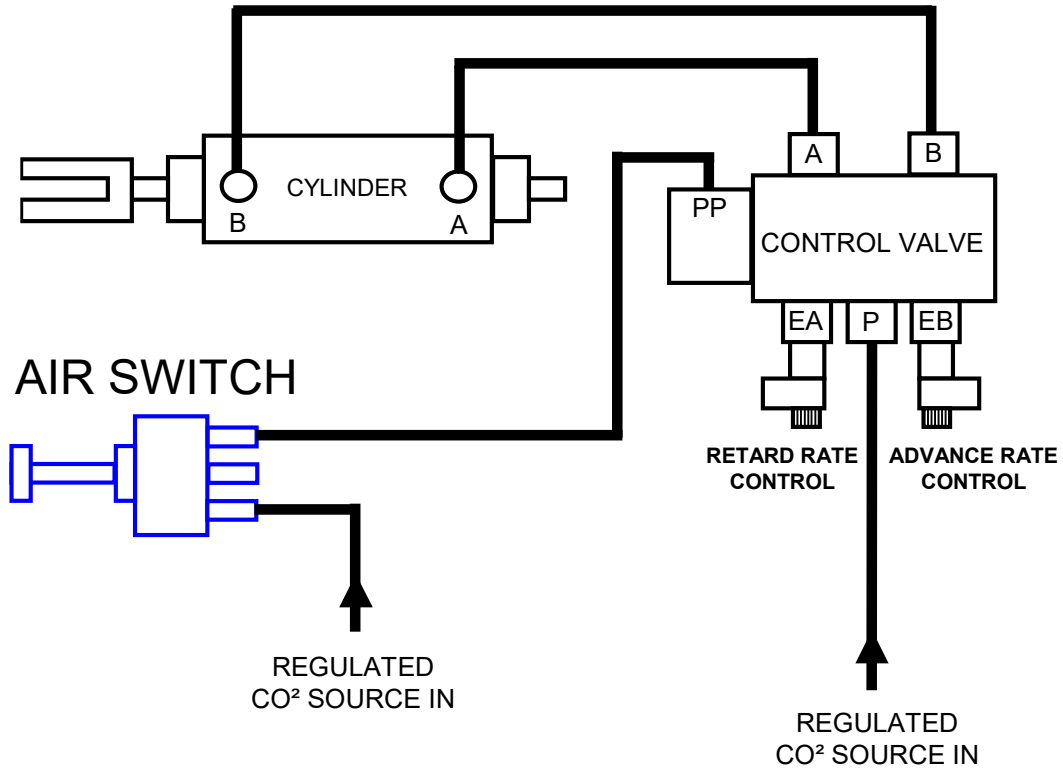 A
B
CYLINDER
B
A
PP
CONTROL VALVE
EA
P
EB
AIR SWITCH
RETARD RATE
CONTROL
ADVANCE RATE
CONTROL
REGULATED
CO² SOURCE IN
REGULATED
CO² SOURCE IN